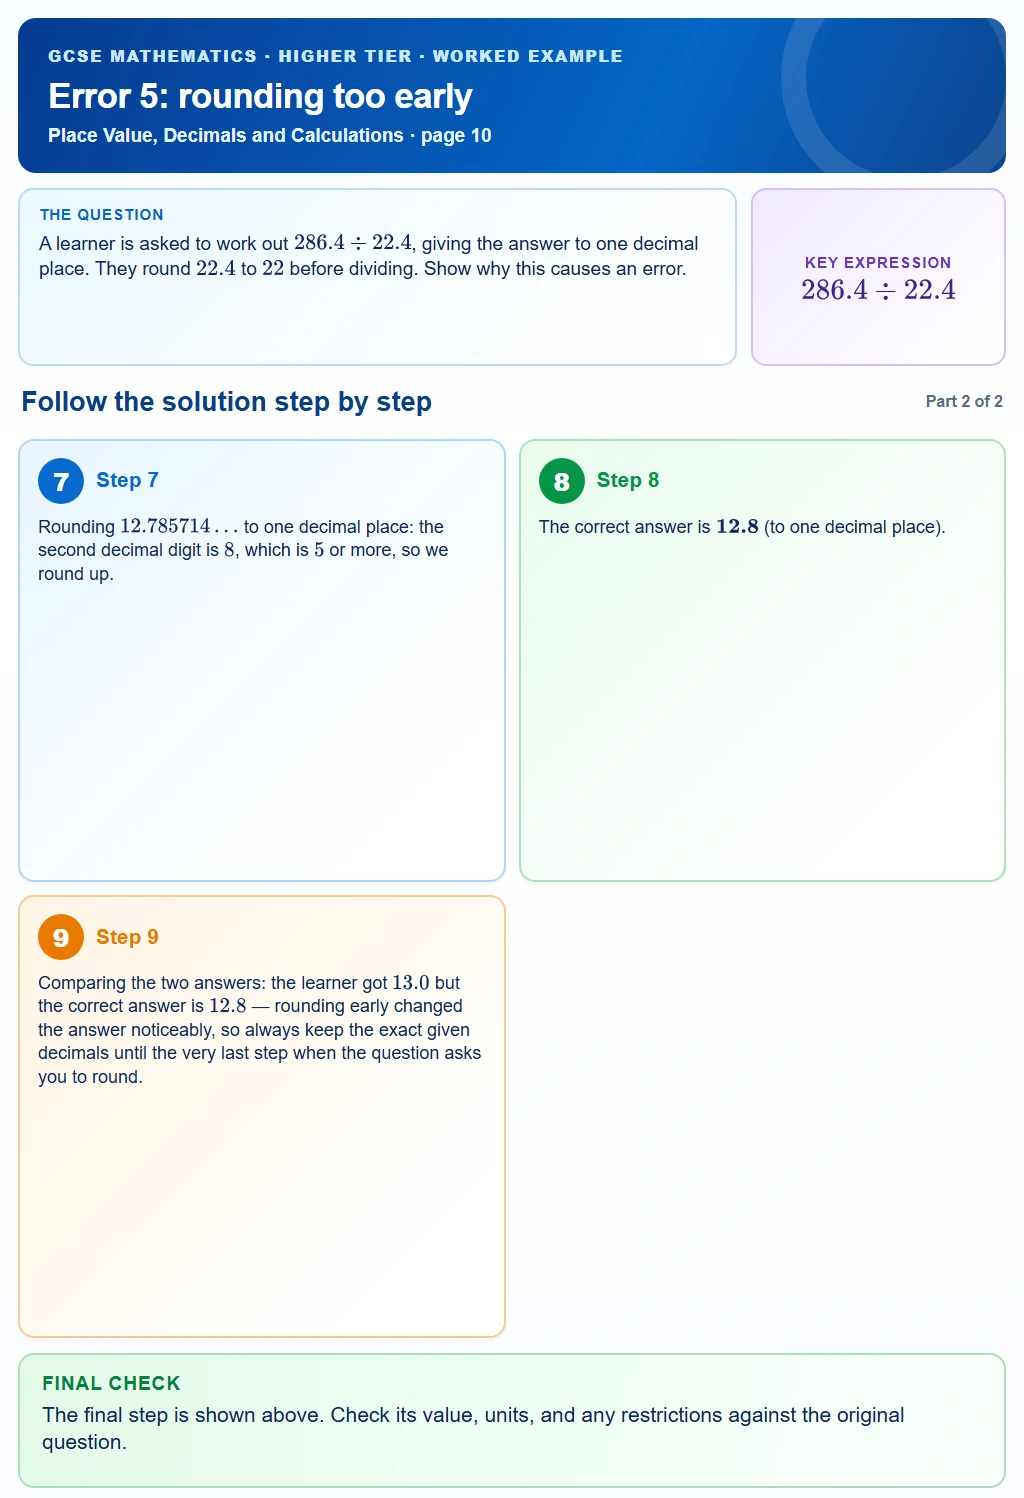 GCSE MATHEMATICS · HIGHER TIER · WORKED EXAMPLE
Error 5: rounding too early
Place Value, Decimals and Calculations · page 10
THE QUESTION
A learner is asked to work out 286.4 ÷ 22.4, giving the answer to one decimal
place. They round 22.4 to 22 before dividing. Show why this causes an error.
KEY EXPRESSION
286.4 ÷ 22.4
Follow the solution step by step
Part 2 of 2
7 Step 7
Rounding 12.785714... to one decimal place: the
second decimal digit is 8, which is 5 or more, so we
round up.
8 Step 8
The correct answer is 12.8 (to one decimal place).
9 Step 9
Comparing the two answers: the learner got 13.0 but
the correct answer is 12.8 — rounding early changed
the answer noticeably, so always keep the exact given
decimals until the very last step when the question asks
you to round.
FINAL CHECK
The final step is shown above. Check its value, units, and any restrictions against the original
question.